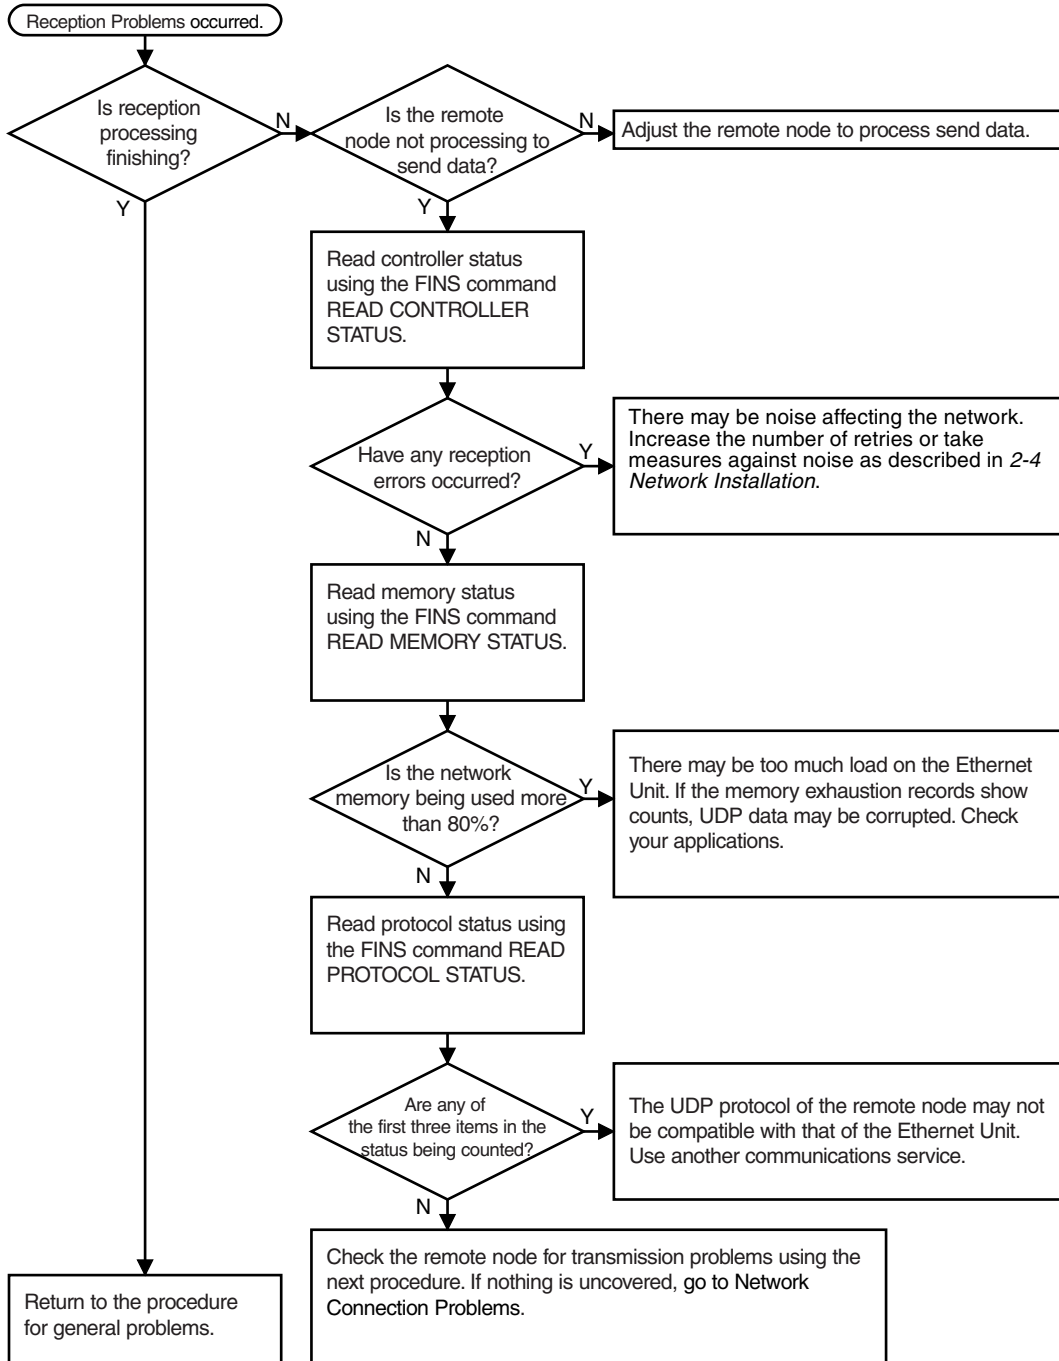 Reception Problems occurred.
Is reception
processing
finishing?
N
Y
Is the remote
node not processing to
send data?
N
Y
Adjust the remote node to process send data.
Read controller status
using the FINS command
READ CONTROLLER
STATUS.
Have any reception
errors occurred?
Y
N
There may be noise affecting the network.
Increase the number of retries or take
measures against noise as described in 2-4
Network Installation.
Read memory status
using the FINS command
READ MEMORY STATUS.
Is the network
memory being used more
than 80%?
Y
N
There may be too much load on the Ethernet
Unit. If the memory exhaustion records show
counts, UDP data may be corrupted. Check
your applications.
Read protocol status using
the FINS command READ
PROTOCOL STATUS.
Are any of
the first three items in the
status being counted?
Y
N
The UDP protocol of the remote node may not
be compatible with that of the Ethernet Unit.
Use another communications service.
Check the remote node for transmission problems using the
next procedure. If nothing is uncovered, go to Network
Connection Problems.
Return to the procedure
for general problems.